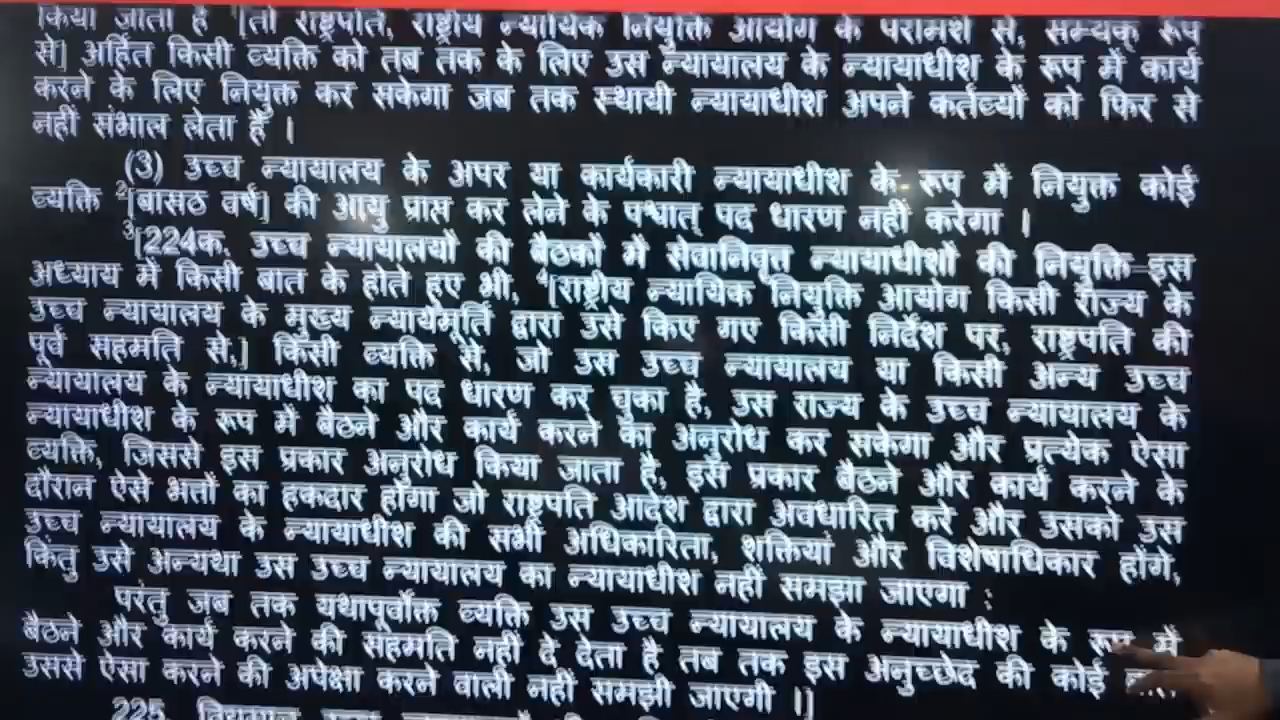 किया जाता है [तो राष्ट्रपति, राष्ट्रीय न्यायिक नियुक्ति आयोग के परामर्श से, सम्यक् रूप
से] अर्हित किसी व्यक्ति को तब तक के लिए उस न्यायालय के न्यायाधीश के रूप में कार्य
करने के लिए नियुक्त कर सकेगा जब तक स्थायी न्यायाधीश अपने कर्तव्यों को फिर से
नहीं संभाल लेता है ।
(3) उच्च न्यायालय के अपर या कार्यकारी न्यायाधीश के रूप में नियुक्त कोई
व्यक्ति 2[बासठ वर्ष] की आयु प्राप्त कर लेने के पश्चात् पद धारण नहीं करेगा ।
3[224क. उच्च न्यायालयों की बैठकों में सेवानिवृत्त न्यायाधीशों की नियुक्ति–इस
अध्याय में किसी बात के होते हुए भी, 4[राष्ट्रीय न्यायिक नियुक्ति आयोग किसी राज्य के
उच्च न्यायालय के मुख्य न्यायमूर्ति द्वारा उसे किए गए किसी निर्देश पर, राष्ट्रपति की
पूर्व सहमति से,] किसी व्यक्ति से, जो उस उच्च न्यायालय या किसी अन्य उच्च
न्यायालय के न्यायाधीश का पद धारण कर चुका है, उस राज्य के उच्च न्यायालय के
न्यायाधीश के रूप में बैठने और कार्य करने का अनुरोध कर सकेगा और प्रत्येक ऐसा
व्यक्ति, जिससे इस प्रकार अनुरोध किया जाता है, इस प्रकार बैठने और कार्य करने के
दौरान ऐसे भत्तों का हकदार होगा जो राष्ट्रपति आदेश द्वारा अवधारित करे और उसको उस
उच्च न्यायालय के न्यायाधीश की सभी अधिकारिता, शक्तियां और विशेषाधिकार होंगे,
किंतु उसे अन्यथा उस उच्च न्यायालय का न्यायाधीश नहीं समझा जाएगा :
परंतु जब तक यथापूर्वोक्त व्यक्ति उस उच्च न्यायालय के न्यायाधीश के रूप में
बैठने और कार्य करने की सहमति नहीं दे देता है तब तक इस अनुच्छेद की कोई
उससे ऐसा करने की अपेक्षा करने वाली नहीं समझी जाएगी ।]
225.